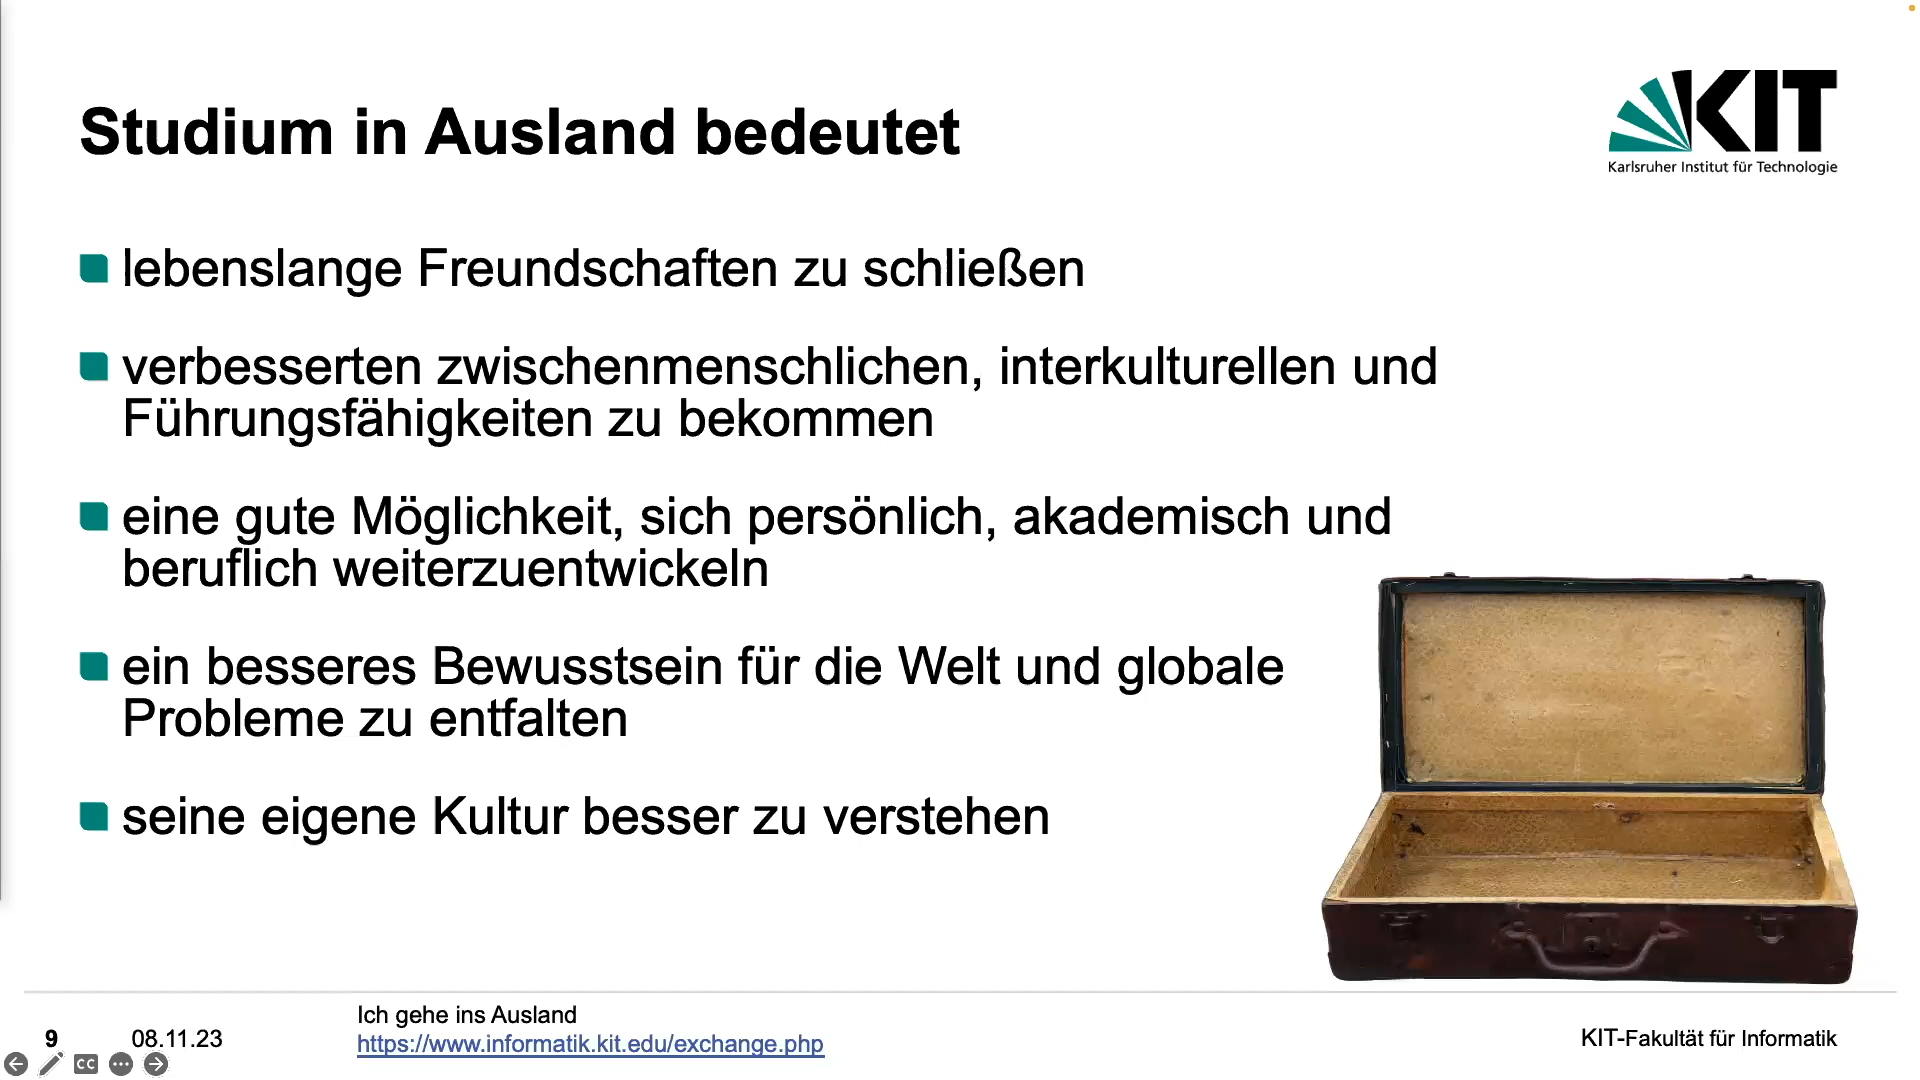 Studium in Ausland bedeutet
KIT
Karlsruher Institut für Technologie
lebenslange Freundschaften zu schließen
verbesserten zwischenmenschlichen, interkulturellen und
Führungsfähigkeiten zu bekommen
eine gute Möglichkeit, sich persönlich, akademisch und
beruflich weiterzuentwickeln
ein besseres Bewusstsein für die Welt und globale
Probleme zu entfalten
seine eigene Kultur besser zu verstehen
9
08.11.23
Ich gehe ins Ausland
https://www.informatik.kit.edu/exchange.php
KIT-Fakultät für Informatik
CC